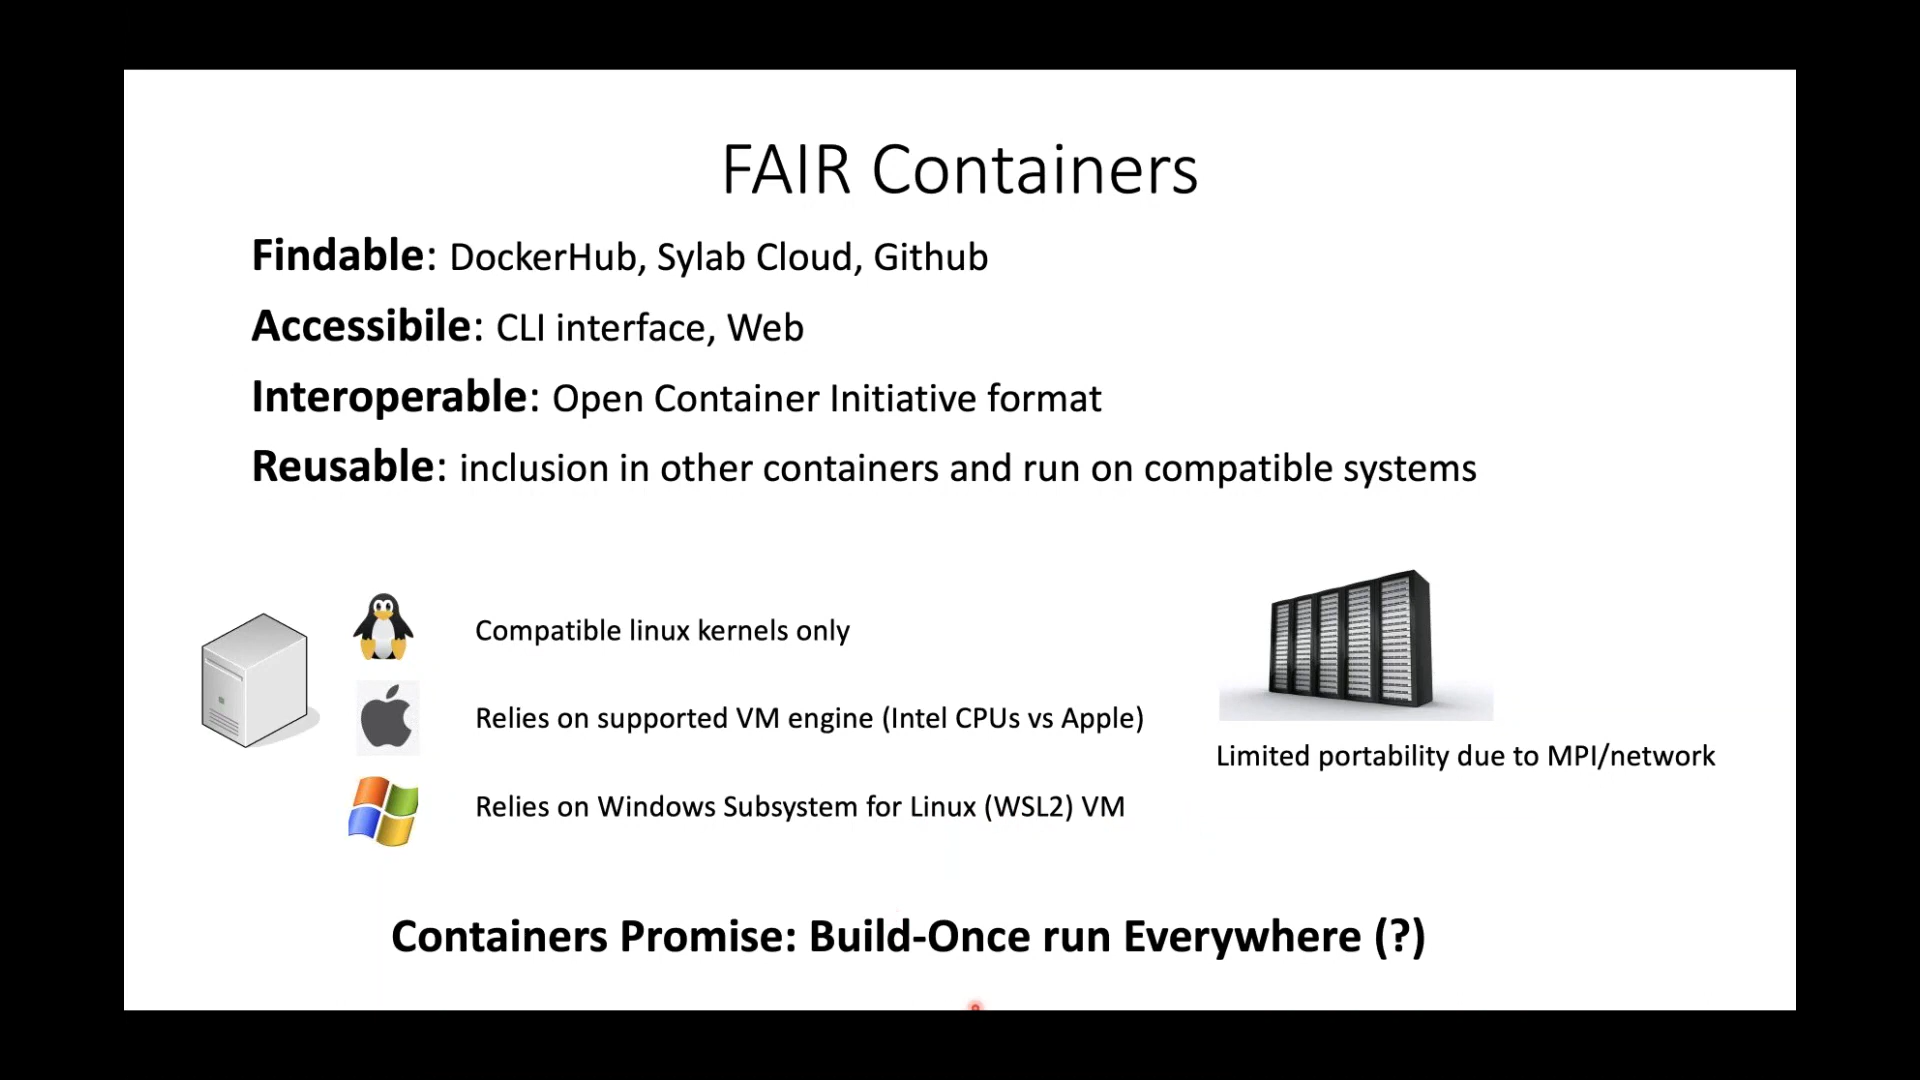 FAIR Containers
Findable: DockerHub, Sylab Cloud, Github
Accessibile: CLI interface, Web
Interoperable: Open Container Initiative format
Reusable: inclusion in other containers and run on compatible systems
Compatible linux kernels only
Relies on supported VM engine (Intel CPUs vs Apple)
Relies on Windows Subsystem for Linux (WSL2) VM
Limited portability due to MPI/network
Containers Promise: Build-Once run Everywhere (?)